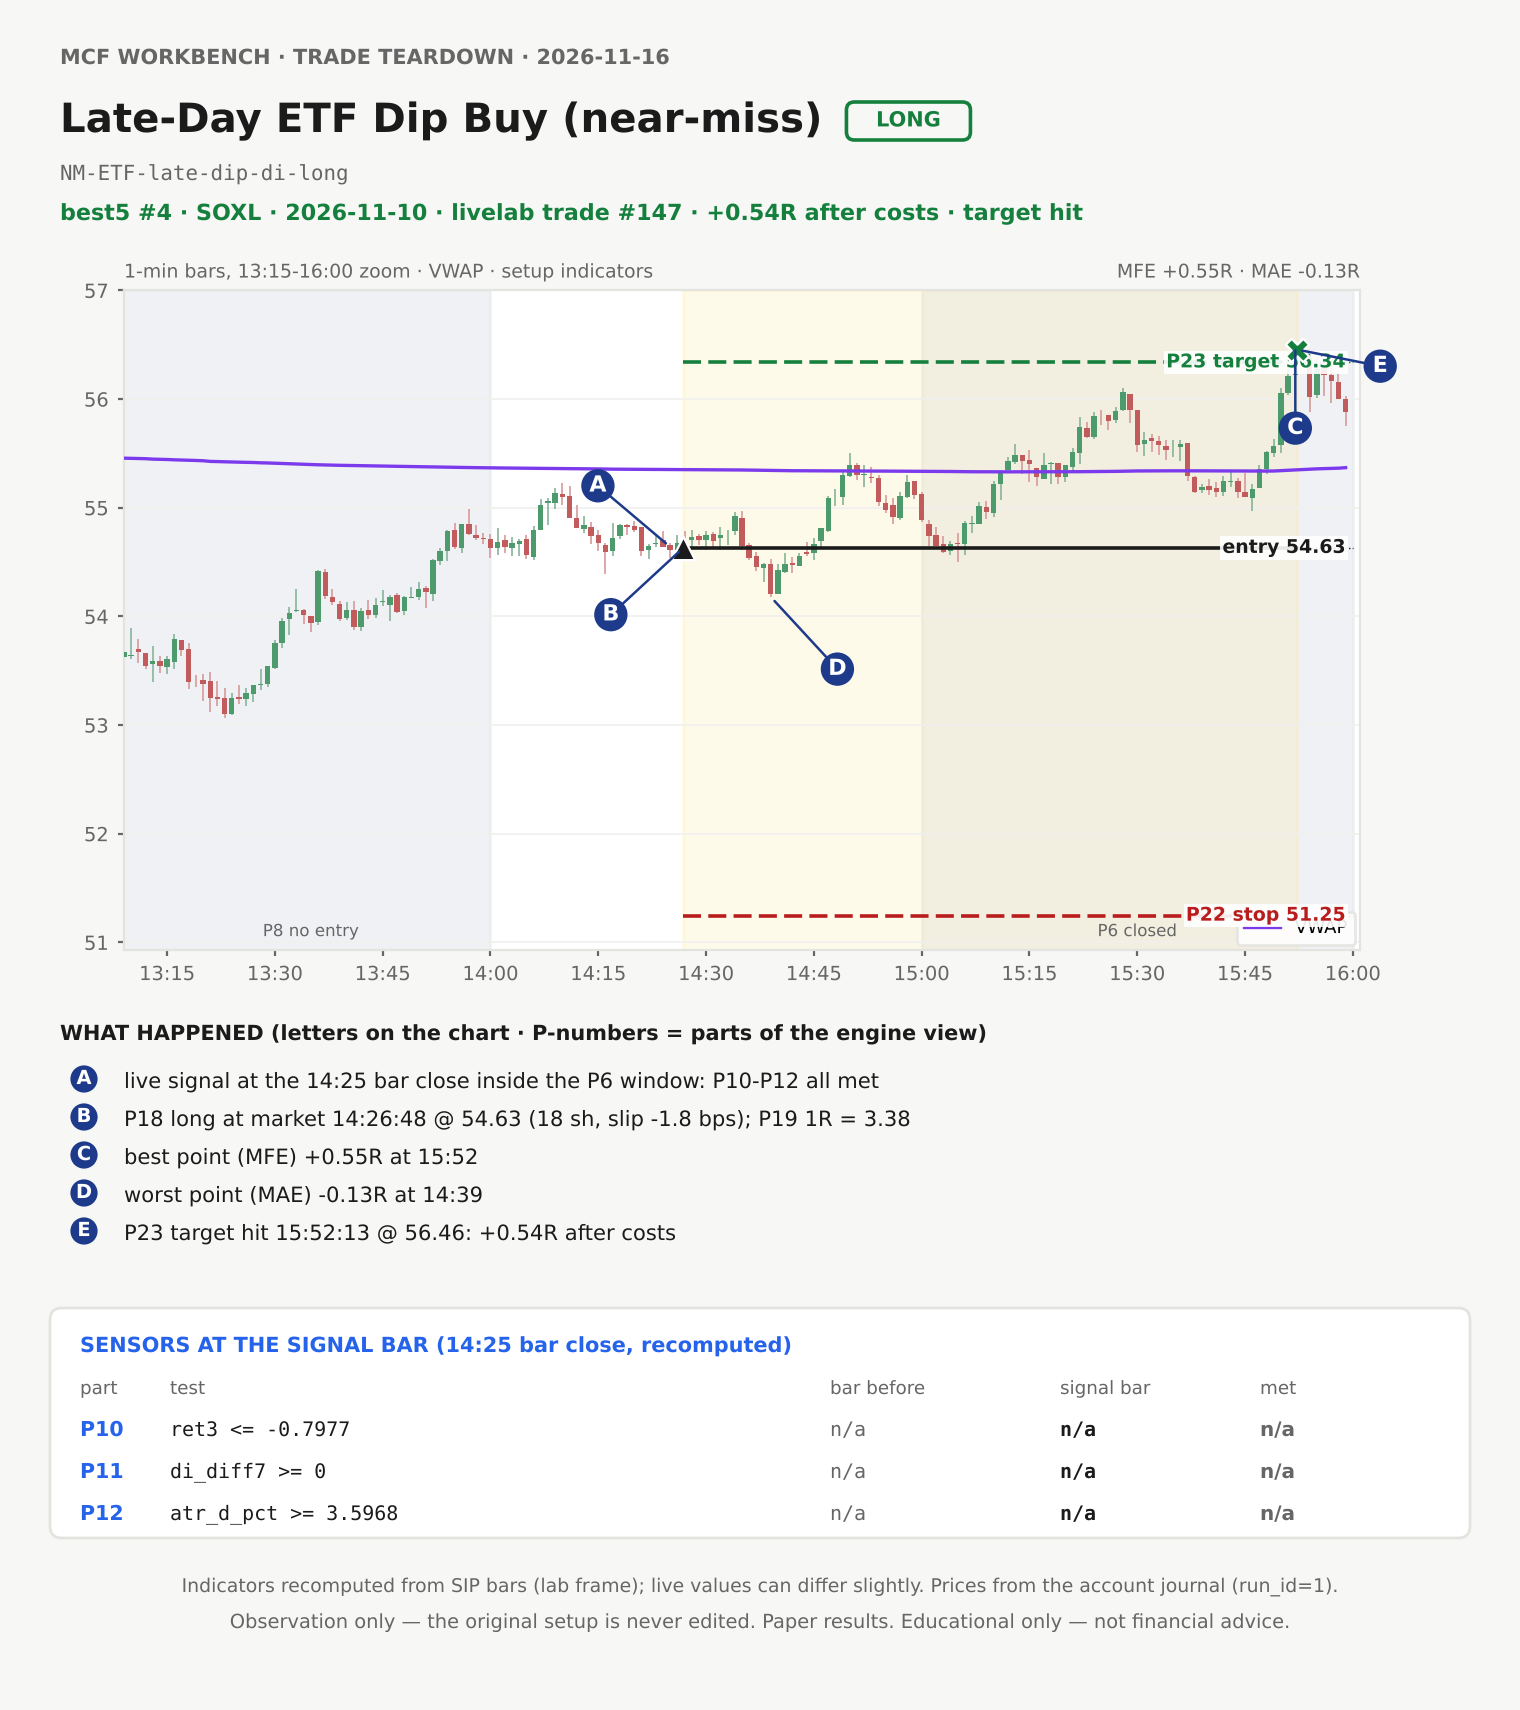 MCF WORKBENCH · TRADE TEARDOWN · 2026-11-16
Late-Day ETF Dip Buy (near-miss) LONG
NM-ETF-late-dip-di-long
best5 #4 · SOXL · 2026-11-10 · livelab trade #147 · +0.54R after costs · target hit
1-min bars, 13:15-16:00 zoom · VWAP · setup indicators MFE +0.55R · MAE -0.13R
57
P23 target 56.34
E
56
C
A
55
entry 54.63
B
54
D
53
52
P22 stop 51.25
P8 no entry P6 closed VWAP
51
13:15 13:30 13:45 14:00 14:15 14:30 14:45 15:00 15:15 15:30 15:45 16:00
WHAT HAPPENED (letters on the chart · P-numbers = parts of the engine view)
A live signal at the 14:25 bar close inside the P6 window: P10-P12 all met
B P18 long at market 14:26:48 @ 54.63 (18 sh, slip -1.8 bps); P19 1R = 3.38
C best point (MFE) +0.55R at 15:52
D worst point (MAE) -0.13R at 14:39
E P23 target hit 15:52:13 @ 56.46: +0.54R after costs
SENSORS AT THE SIGNAL BAR (14:25 bar close, recomputed)
part test bar before signal bar met
P10 ret3 <= -0.7977 n/a n/a n/a
P11 di_diff7 >= 0 n/a n/a n/a
P12 atr_d_pct >= 3.5968 n/a n/a n/a
Indicators recomputed from SIP bars (lab frame); live values can differ slightly. Prices from the account journal (run_id=1).
Observation only — the original setup is never edited. Paper results. Educational only — not financial advice.